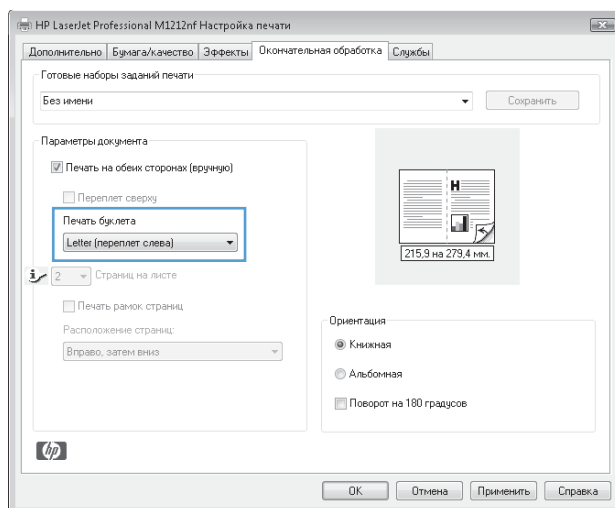 HP LaserJet Professional M1212nf Настройка печати
Дополнительно Бумага/качество Эффекты Окончательная обработка Службы
Готовые наборы заданий печати
Без имени Сохранить
Параметры документа
Печать на обеих сторонах (вручную)
Переплет сверху
Печать буклета
Letter (переплет слева)
2 Страниц на листе
Печать рамок страниц
Расположение страниц:
Вправо, затем вниз
H
215,9 на 279,4 мм.
Ориентация
Книжная
Альбомная
Поворот на 180 градусов
hp
OK Отмена Применить Справка